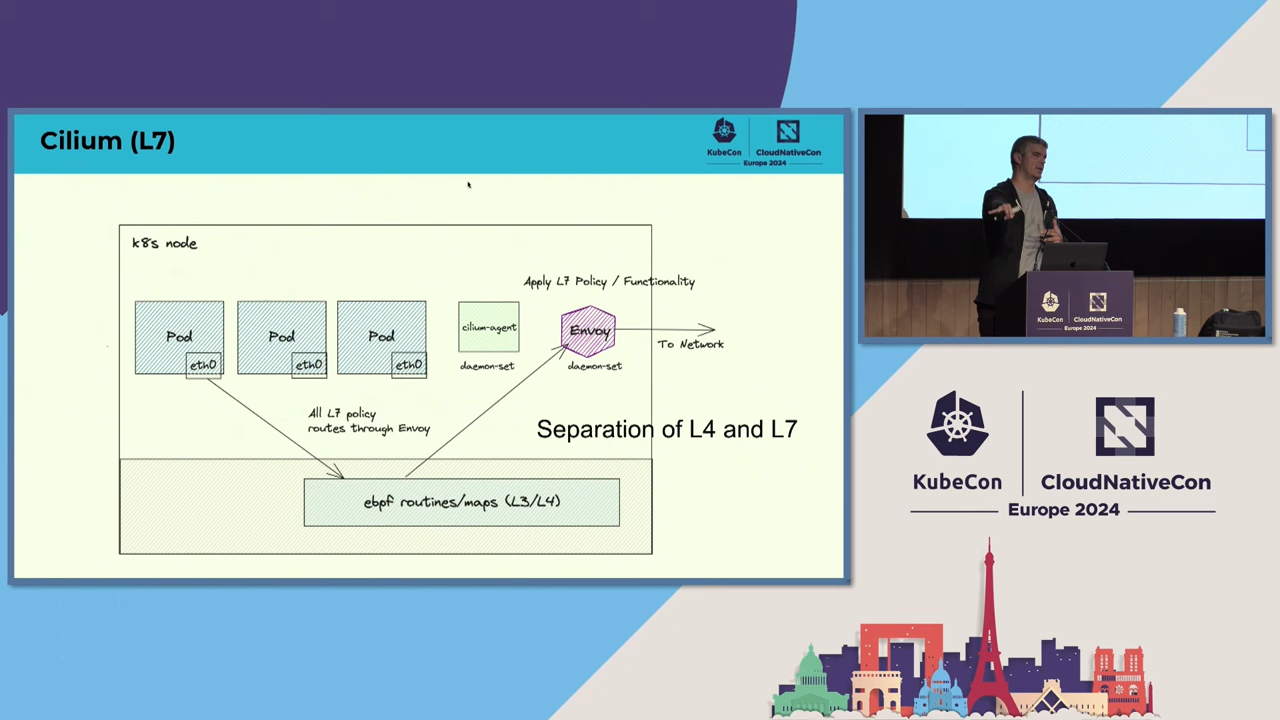 Cilium (L7)
KubeCon
CloudNativeCon
Europe 2024
k8s node
Apply L7 Policy / Functionality
Pod
eth0
Pod
eth0
Pod
eth0
cilium-agent
daemon-set
Envoy
daemon-set
To Network
All L7 policy
routes through Envoy
Separation of L4 and L7
ebpf routines/maps (L3/L4)
KubeCon
CloudNativeCon
Europe 2024
KubeCon
CloudNativeCon
Europe 2024